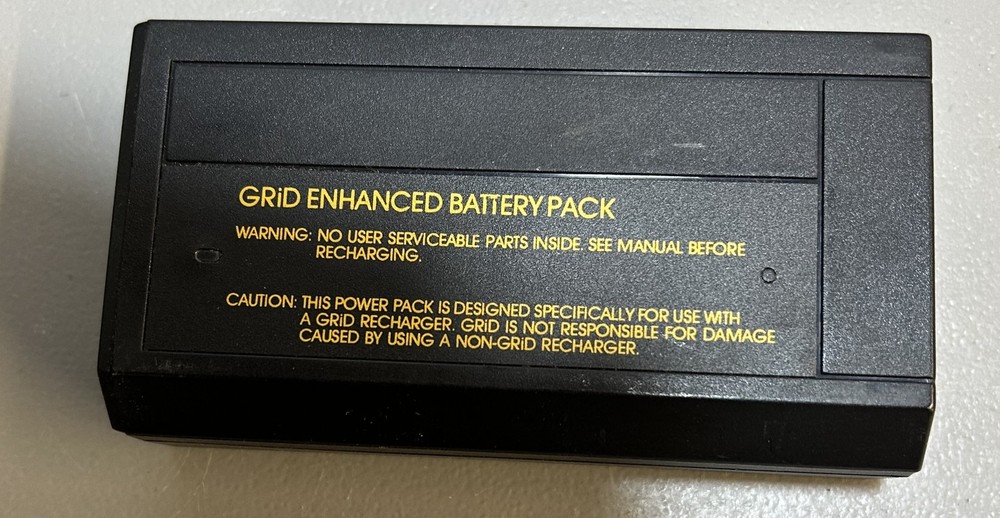 GRiD ENHANCED BATTERY PACK
WARNING: NO USER SERVICEABLE PARTS INSIDE. SEE MANUAL BEFORE
RECHARGING.
CAUTION: THIS POWER PACK IS DESIGNED SPECIFICALLY FOR USE WITH
A GRiD RECHARGER. GRiD IS NOT RESPONSIBLE FOR DAMAGE
CAUSED BY USING A NON-GRiD RECHARGER.